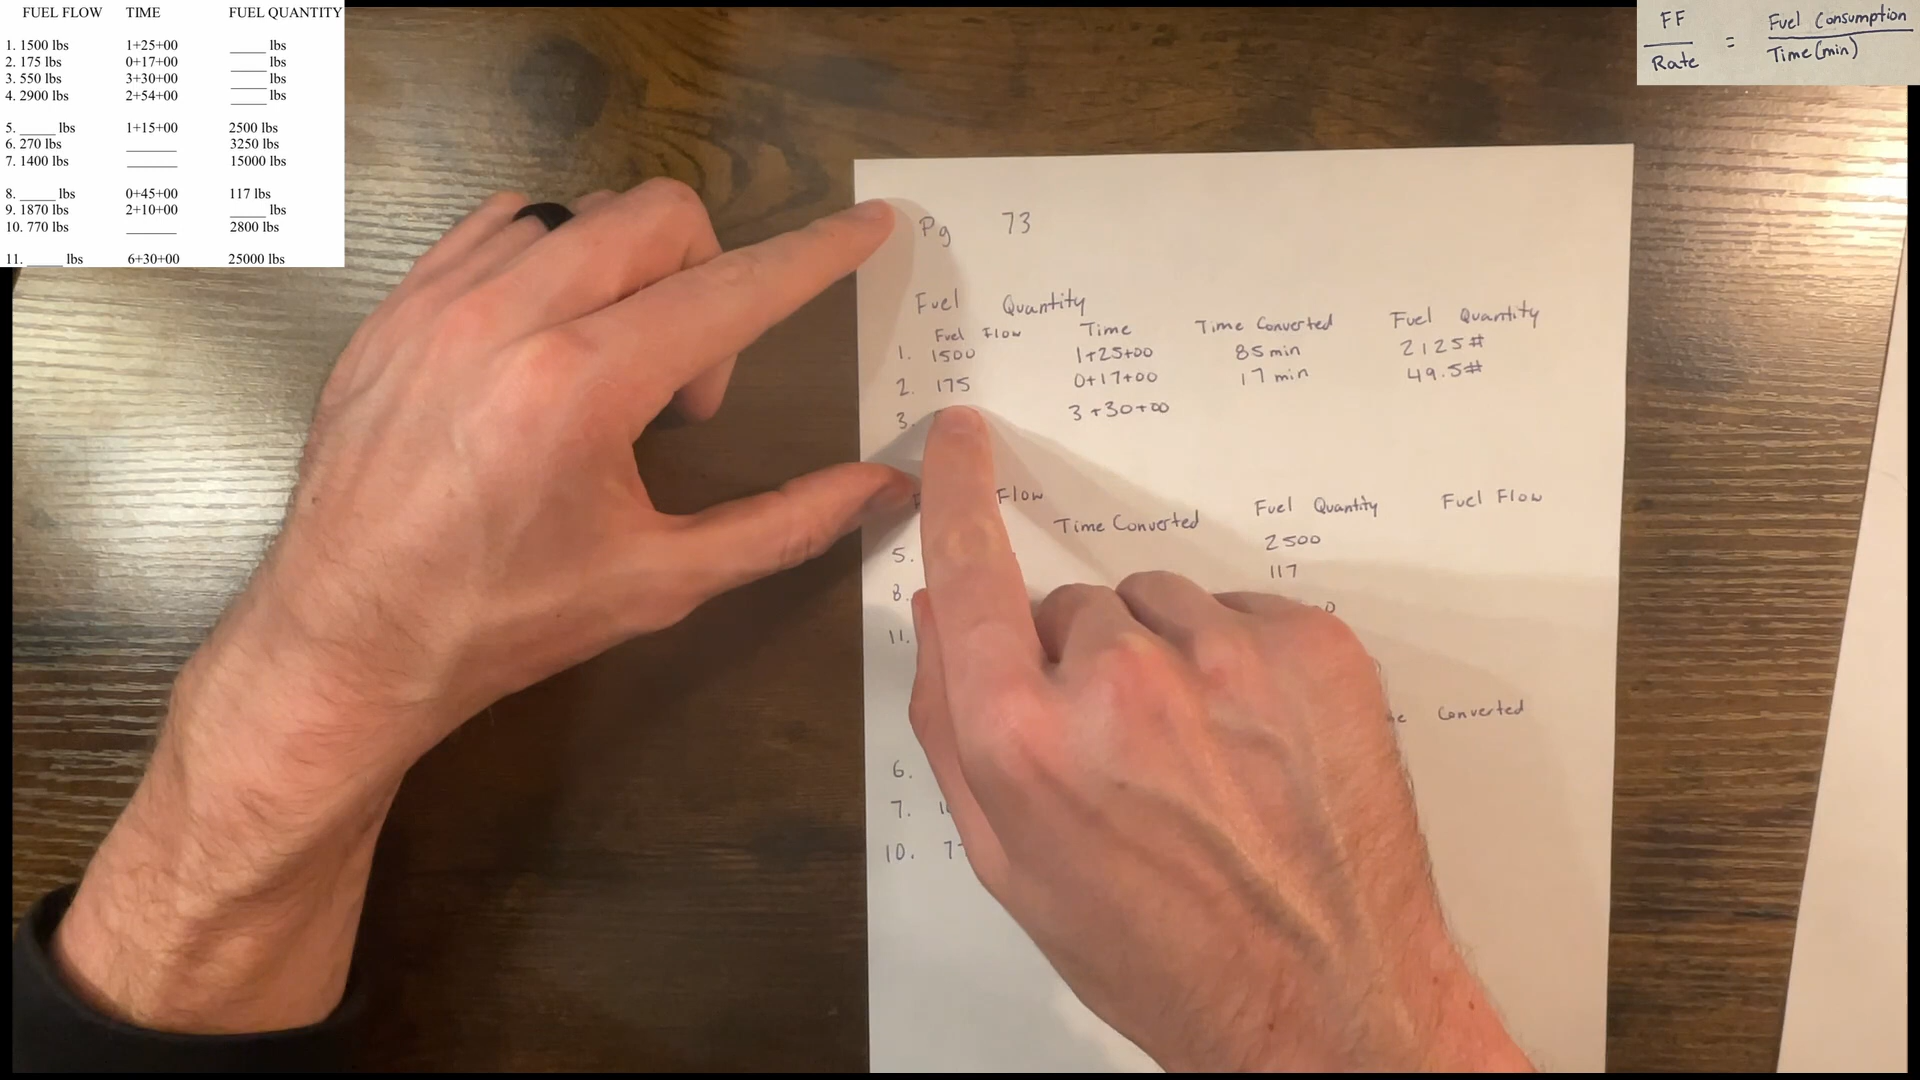 FUEL FLOW TIME FUEL QUANTITY
1. 1500 lbs 1+25+00 _____ lbs
2. 175 lbs 0+17+00 _____ lbs
3. 550 lbs 3+30+00 _____ lbs
4. 2900 lbs 2+54+00 _____ lbs
5. _____ lbs 1+15+00 2500 lbs
6. 270 lbs _______ 3250 lbs
7. 1400 lbs _______ 15000 lbs
8. _____ lbs 0+45+00 117 lbs
9. 1870 lbs 2+10+00 _____ lbs
10. 770 lbs _______ 2800 lbs
11. _____ lbs 6+30+00 25000 lbs
FF = Fuel Consumption
Rate Time (min)
Pg 73
Fuel Quantity
Fuel Flow Time Time Converted Fuel Quantity
1. 1500 1+25+00 85 min 2125#
2. 175 0+17+00 17 min 49.5#
3. 3+30+00
Flow
Time Converted Fuel Quantity Fuel Flow
5. 2500
8. 117
11.
Converted
6.
7.
10.